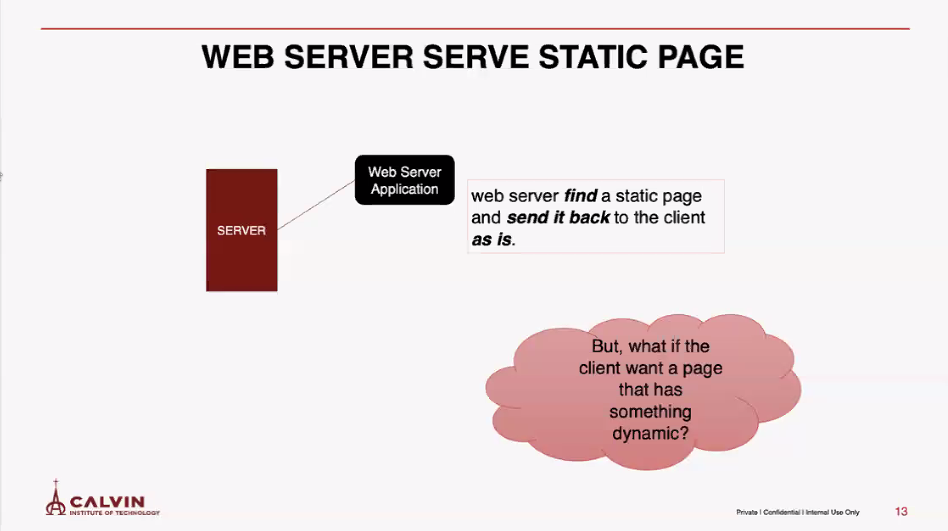 WEB SERVER SERVE STATIC PAGE
Web Server
Application
SERVER
web server find a static page
and send it back to the client
as is.
But, what if the
client want a page
that has
something
dynamic?
CALVIN
INSTITUTE OF TECHNOLOGY
Private | Confidential | Internal Use Only
13